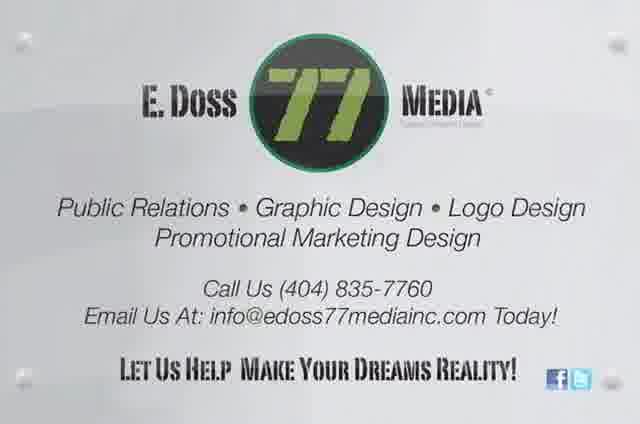 E. DOSS 77 MEDIA©
Public Relations • Graphic Design • Logo Design
Promotional Marketing Design
Call Us (404) 835-7760
Email Us At: info@edoss77mediainc.com Today!
LET US HELP MAKE YOUR DREAMS REALITY!